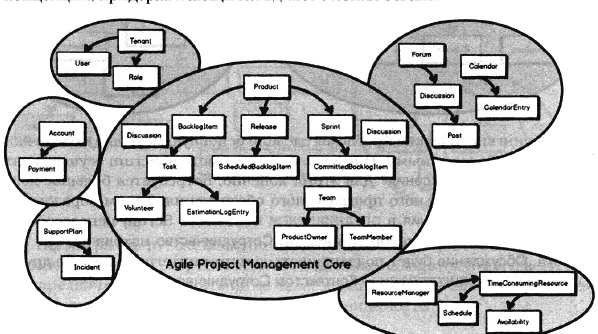 Tenant
User
Role
Account
Payment
SupportPlan
Incident
Product
Discussion
BacklogItem
Release
Sprint
Discussion
Task
ScheduledBacklogItem
CommittedBacklogItem
Volunteer
EstimationLogEntry
Team
ProductOwner
TeamMember
Agile Project Management Core
Forum
Calendar
Discussion
CalendarEntry
Post
ResourceManager
TimeConsumingResource
Schedule
Availability